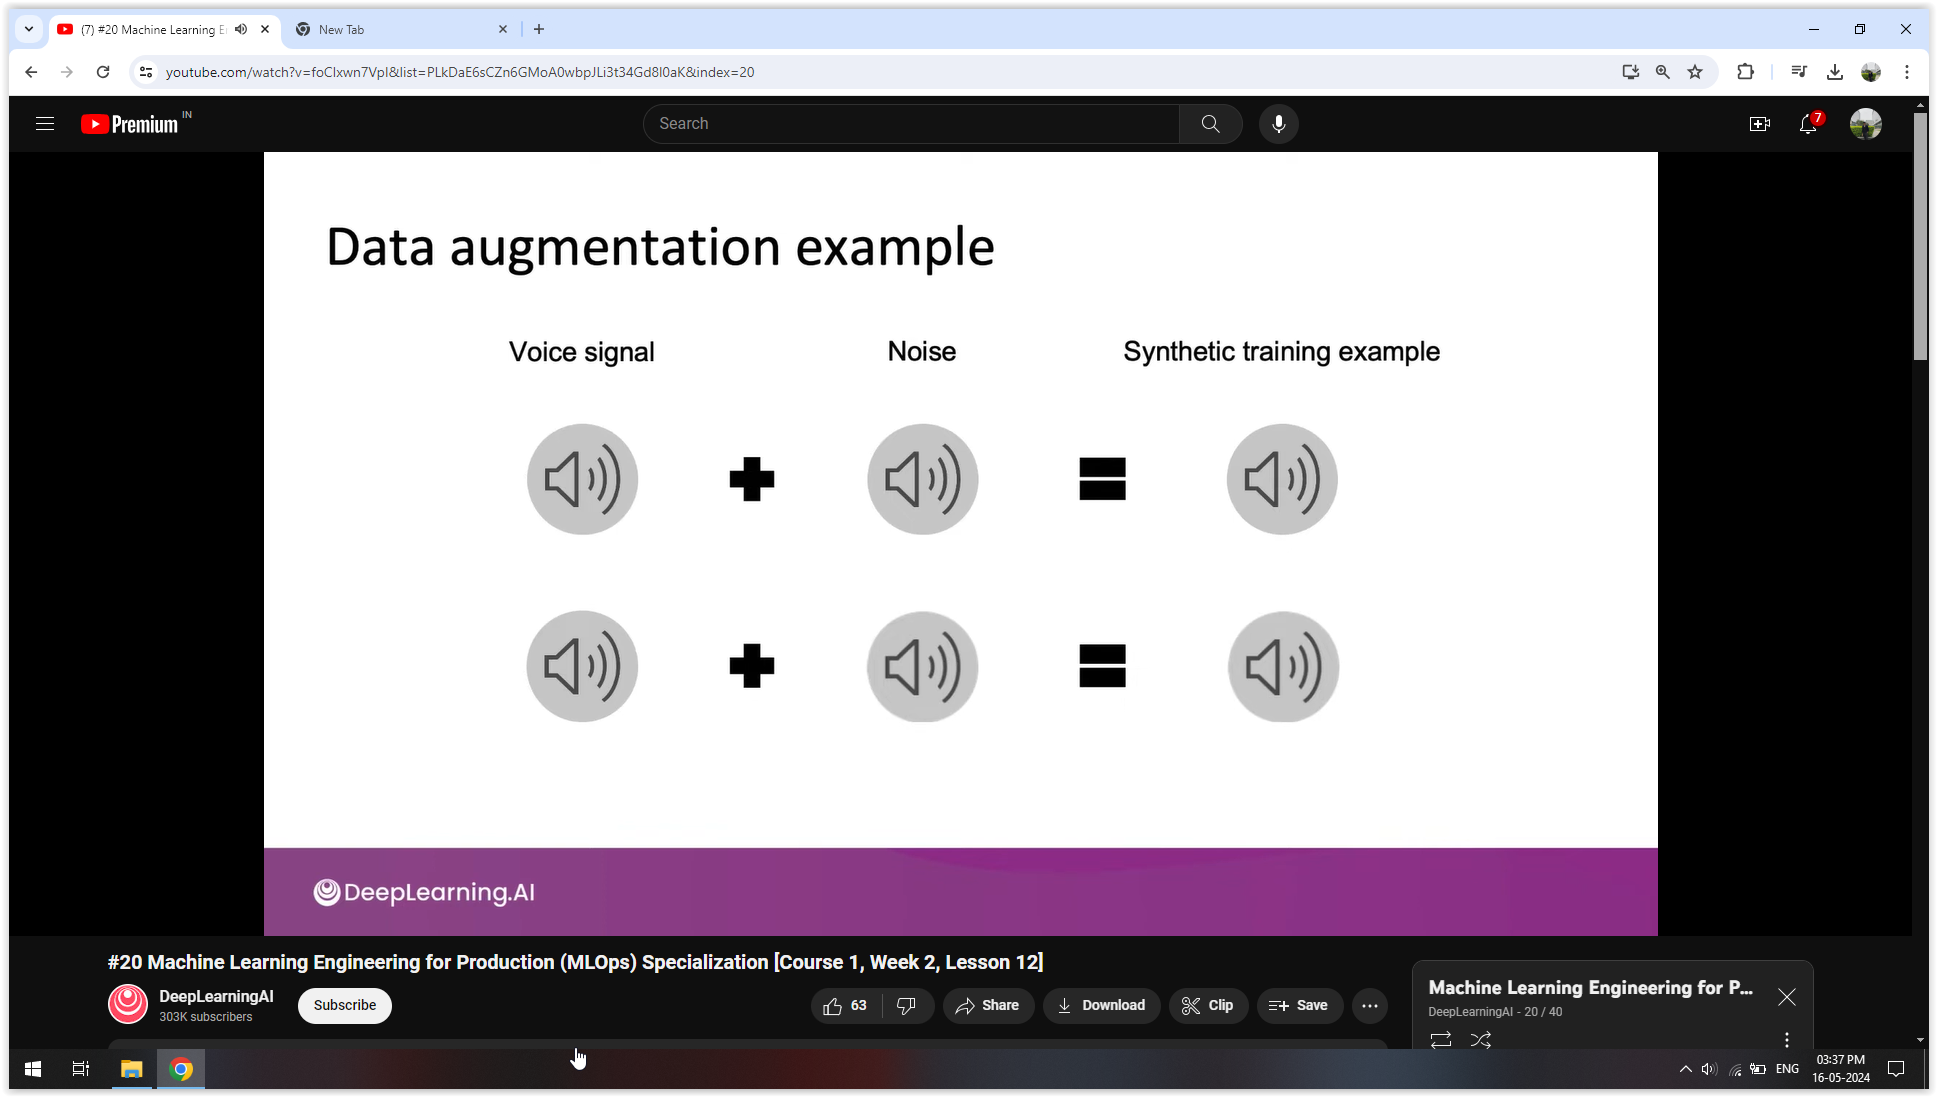 (7) #20 Machine Learning E
New Tab
youtube.com/watch?v=foClxwn7VpI&list=PLkDaE6sCZn6GMoA0wbpJLi3t34Gd8l0aK&index=20
Premium IN
Search
7
Data augmentation example
Voice signal
Noise
Synthetic training example
DeepLearning.AI
#20 Machine Learning Engineering for Production (MLOps) Specialization [Course 1, Week 2, Lesson 12]
DeepLearningAI
303K subscribers
Subscribe
63
Share
Download
Clip
Save
Machine Learning Engineering for P...
DeepLearningAI - 20 / 40
ENG
03:37 PM
16-05-2024